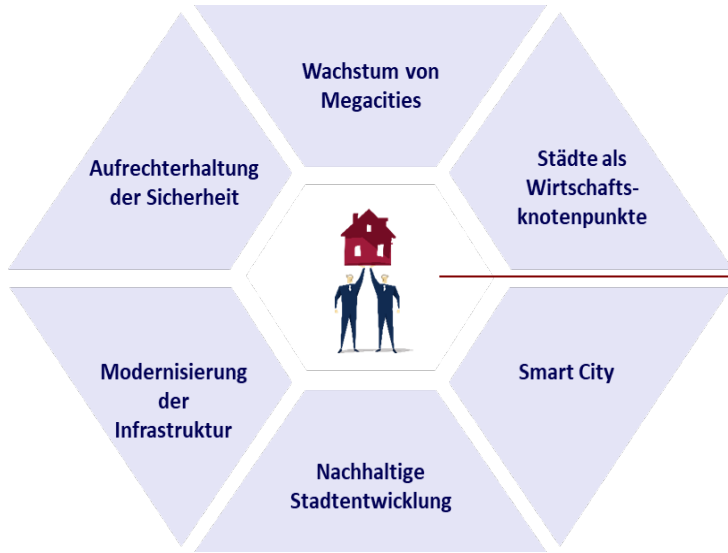 Wachstum von
Megacities
Städte als
Wirtschafts-
knotenpunkte
Smart City
Nachhaltige
Stadtentwicklung
Modernisierung
der
Infrastruktur
Aufrechterhaltung
der Sicherheit